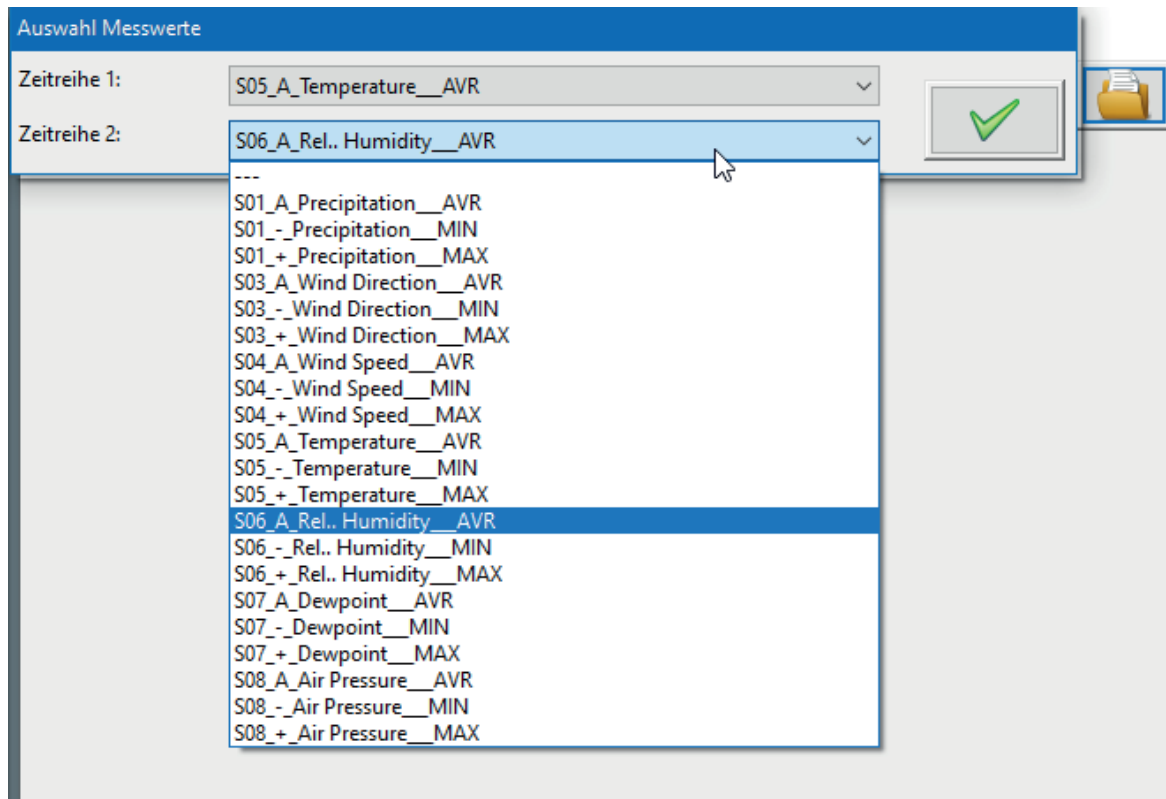 Auswahl Messwerte
Zeitreihe 1:
S05_A_Temperature___AVR
Zeitreihe 2:
S06_A_Rel.. Humidity___AVR
---
S01_A_Precipitation___AVR
S01_-_Precipitation___MIN
S01_+_Precipitation___MAX
S03_A_Wind Direction___AVR
S03_-_Wind Direction___MIN
S03_+_Wind Direction___MAX
S04_A_Wind Speed___AVR
S04_-_Wind Speed___MIN
S04_+_Wind Speed___MAX
S05_A_Temperature___AVR
S05_-_Temperature___MIN
S05_+_Temperature___MAX
S06_A_Rel.. Humidity___AVR
S06_-_Rel.. Humidity___MIN
S06_+_Rel.. Humidity___MAX
S07_A_Dewpoint___AVR
S07_-_Dewpoint___MIN
S07_+_Dewpoint___MAX
S08_A_Air Pressure___AVR
S08_-_Air Pressure___MIN
S08_+_Air Pressure___MAX